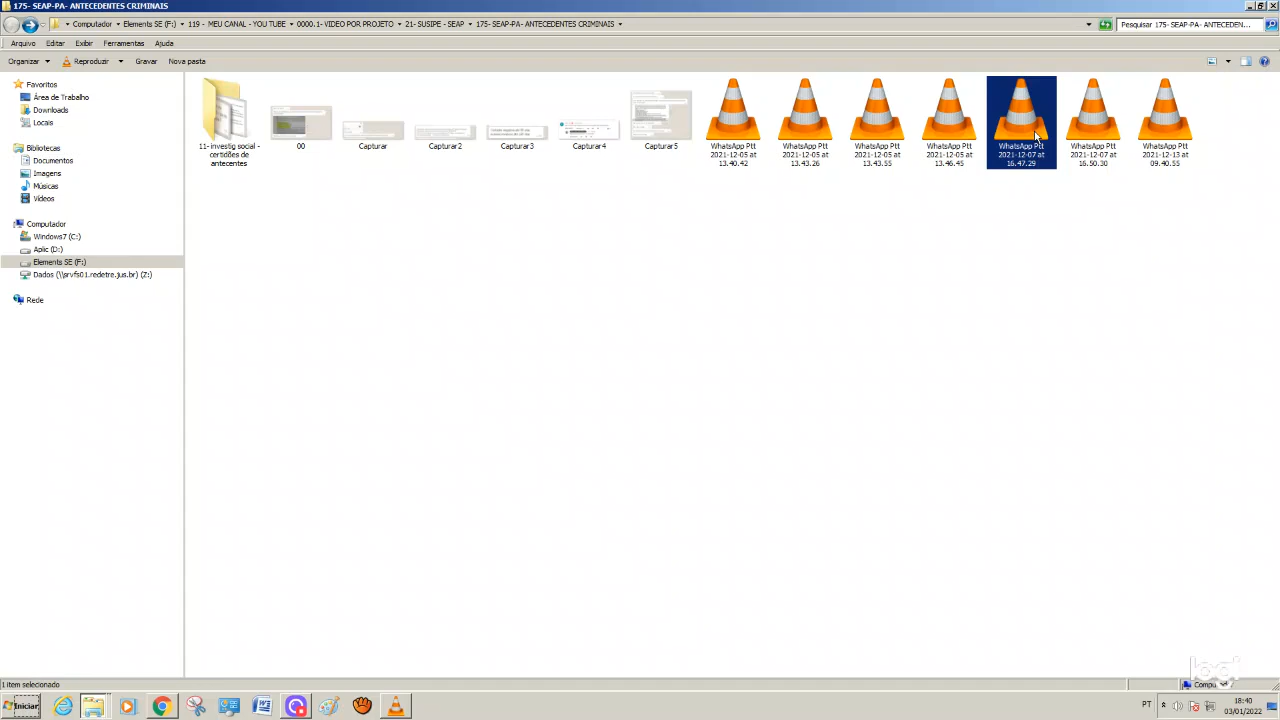 175- SEAP-PA- ANTECEDENTES CRIMINAIS
Computador ▸ Elements SE (F:) ▸ 119 - MEU CANAL - YOU TUBE ▸ 0000.1- VIDEO POR PROJETO ▸ 21- SUSIPE - SEAP ▸ 175- SEAP-PA- ANTECEDENTES CRIMINAIS ▸
Pesquisar 175- SEAP-PA- ANTECEDEN...
Arquivo Editar Exibir Ferramentas Ajuda
Organizar Reproduzir Gravar Nova pasta
Favoritos
Área de Trabalho
Downloads
Locais
Bibliotecas
Documentos
Imagens
Músicas
Vídeos
Computador
Windows7 (C:)
Aplic (D:)
Elements SE (F:)
Dados (\\srvfs01.redetre.jus.br) (Z:)
Rede
11- investig social -
certidões de
antecentes
00
Capturar
Capturar2
Capturar3
Capturar4
Capturar5
WhatsApp Ptt
2021-12-05 at
13.40.42
WhatsApp Ptt
2021-12-05 at
13.43.26
WhatsApp Ptt
2021-12-05 at
13.43.55
WhatsApp Ptt
2021-12-05 at
13.46.45
WhatsApp Ptt
2021-12-07 at
16.47.29
WhatsApp Ptt
2021-12-07 at
16.50.30
WhatsApp Ptt
2021-12-13 at
09.40.55
1 item selecionado
logi
Iniciar
PT
18:40
03/01/2022